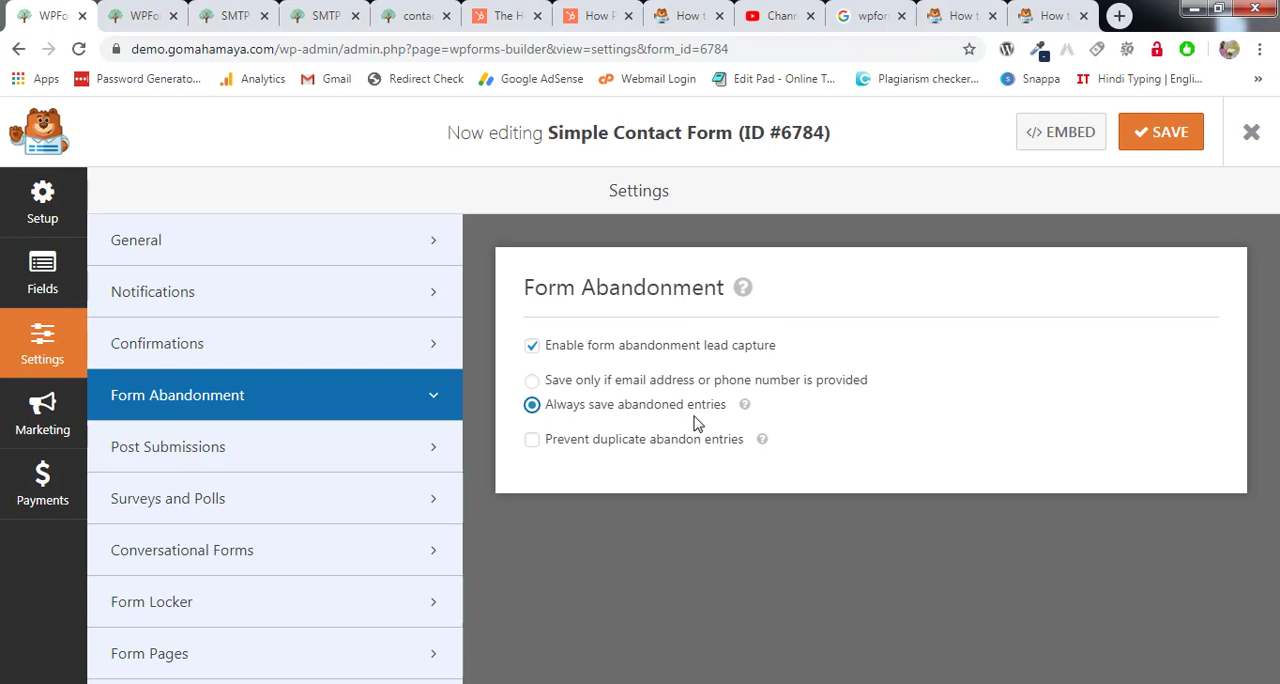 WPFo
WPFo
SMTP
SMTP
conta
The H
How F
How t
Chann
wpfor
How t
How t
demo.gomahamaya.com/wp-admin/admin.php?page=wpforms-builder&view=settings&form_id=6784
Apps
Password Generato...
Analytics
Gmail
Redirect Check
Google AdSense
Webmail Login
Edit Pad - Online T...
Plagiarism checker...
Snappa
IT
Hindi Typing | Engli...
»
Now editing Simple Contact Form (ID #6784)
</> EMBED
SAVE
Setup
Fields
Settings
Marketing
Payments
Settings
General
Notifications
Confirmations
Form Abandonment
Post Submissions
Surveys and Polls
Conversational Forms
Form Locker
Form Pages
Form Abandonment
Enable form abandonment lead capture
Save only if email address or phone number is provided
Always save abandoned entries
Prevent duplicate abandon entries